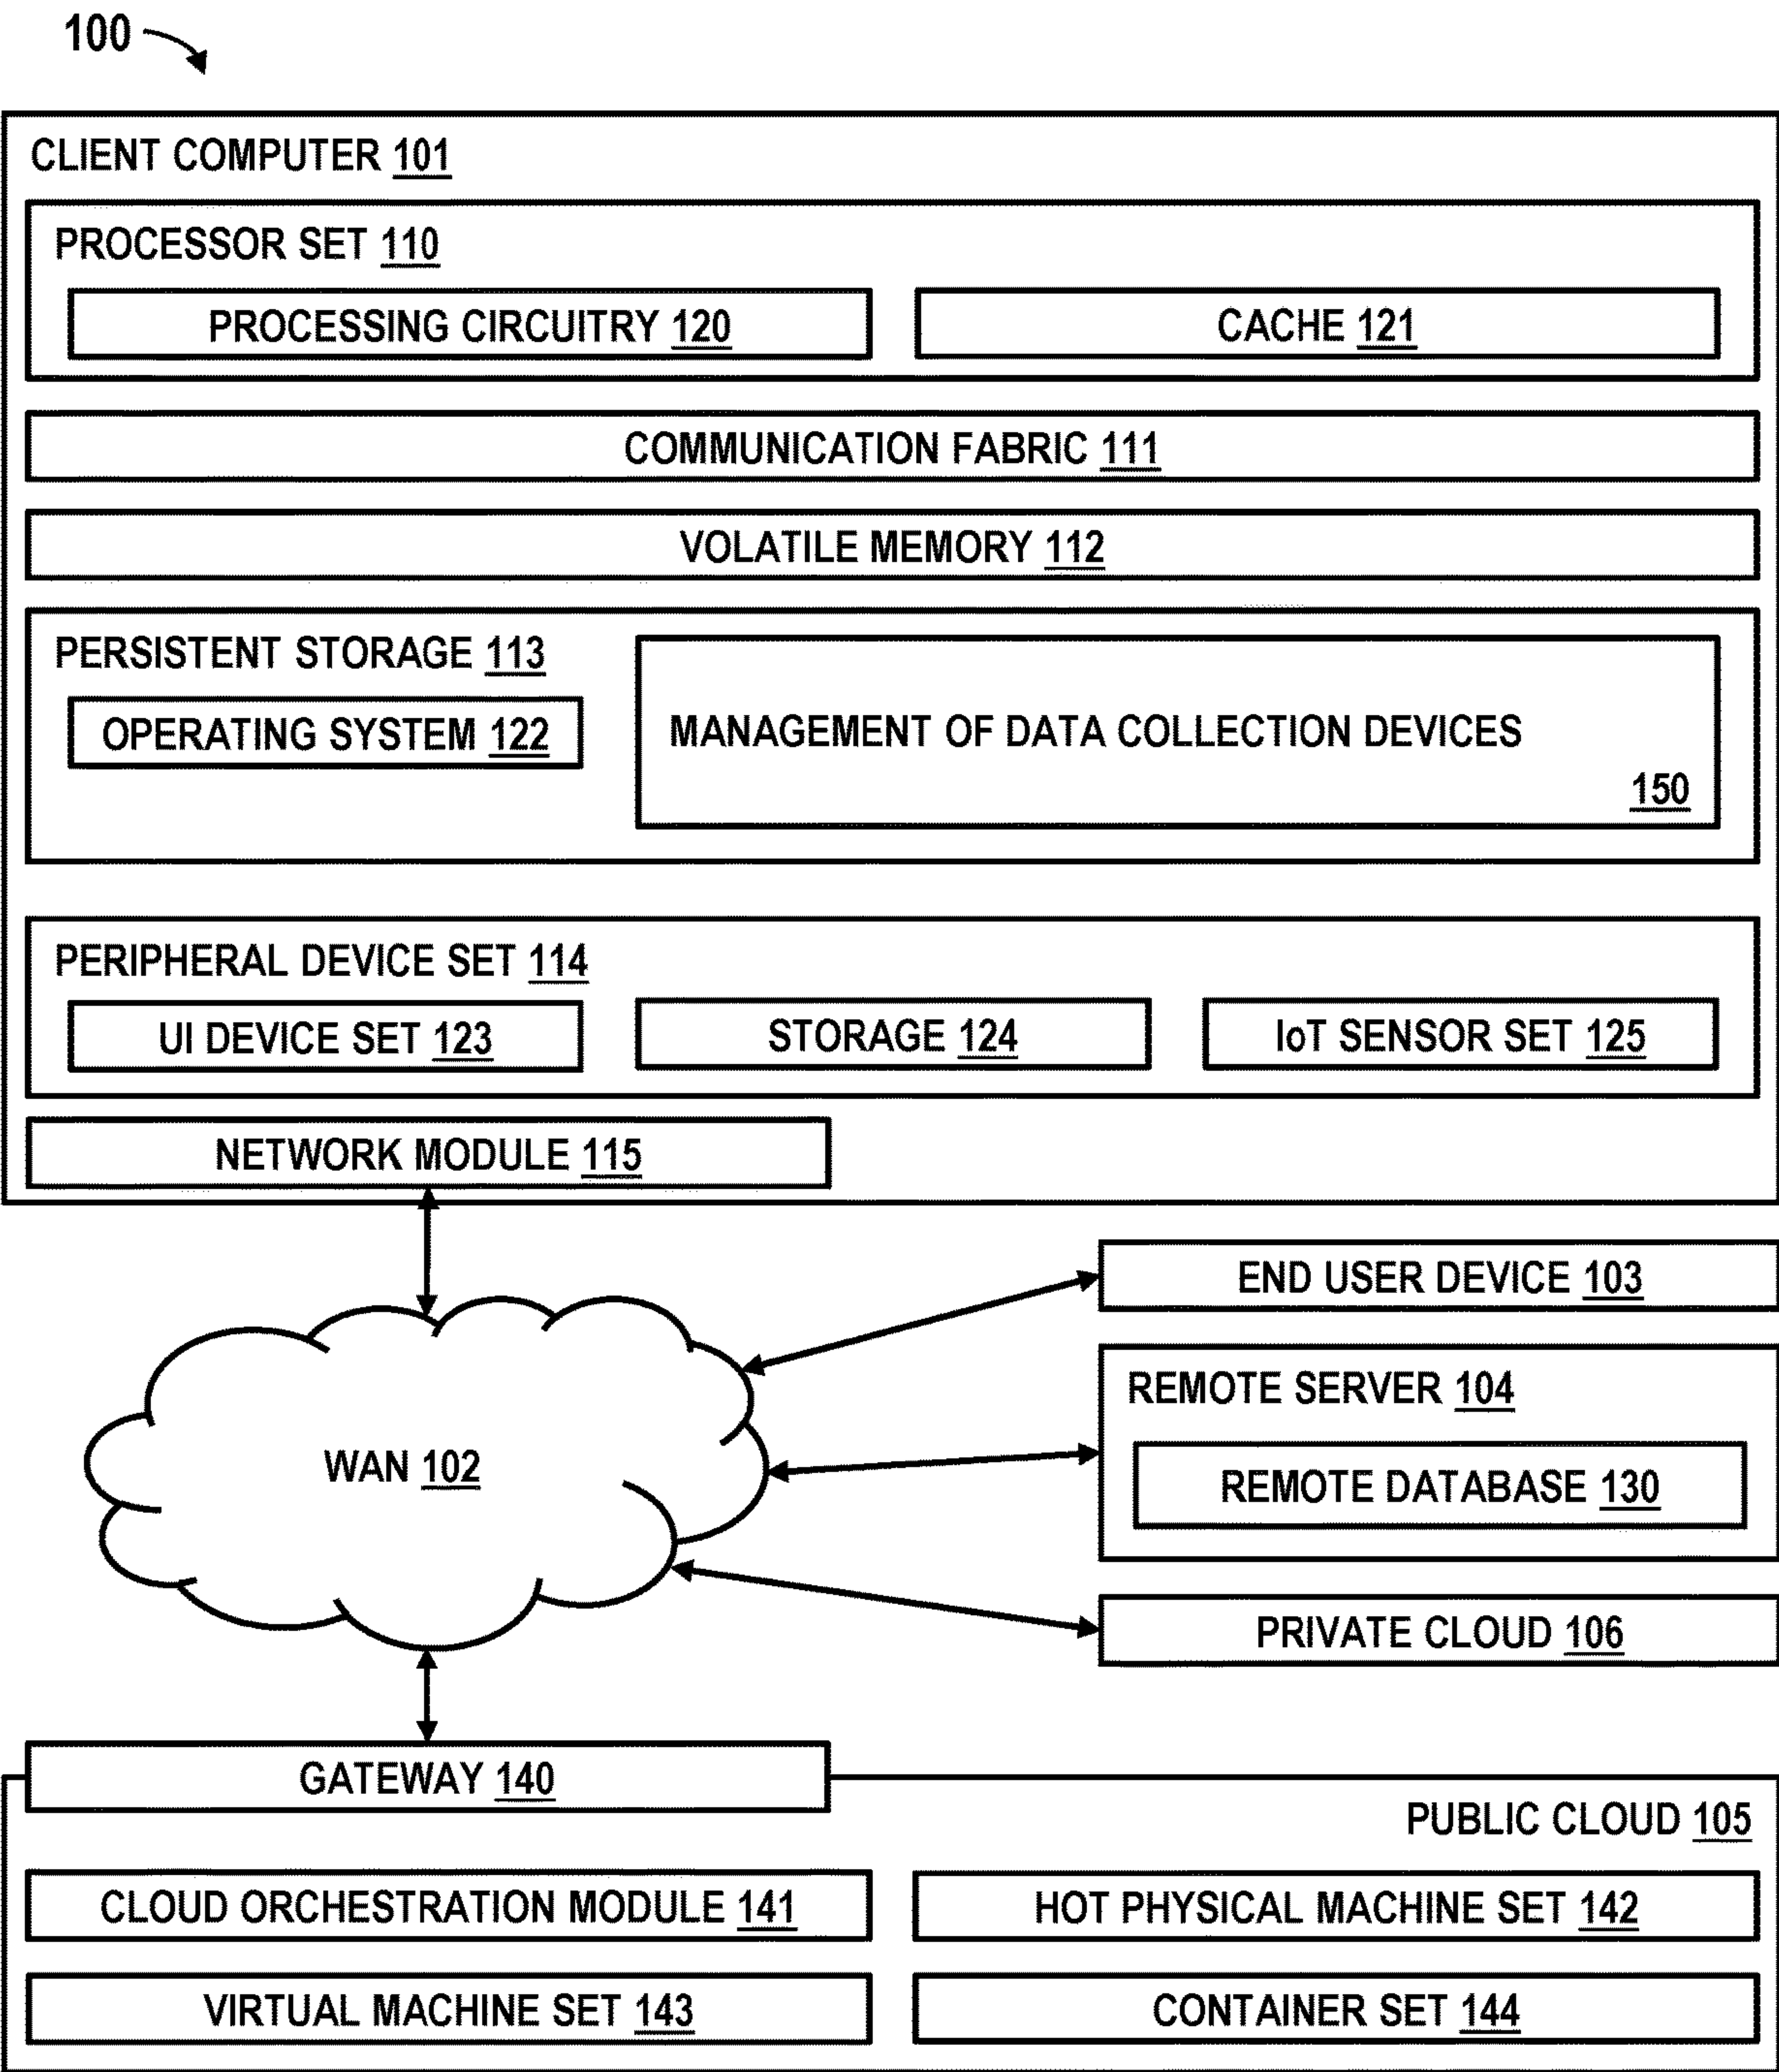 100
CLIENT COMPUTER 101
PROCESSOR SET 110
PROCESSING CIRCUITRY 120
CACHE 121
COMMUNICATION FABRIC 111
VOLATILE MEMORY 112
PERSISTENT STORAGE 113
OPERATING SYSTEM 122
MANAGEMENT OF DATA COLLECTION DEVICES
150
PERIPHERAL DEVICE SET 114
UI DEVICE SET 123
STORAGE 124
IoT SENSOR SET 125
NETWORK MODULE 115
END USER DEVICE 103
REMOTE SERVER 104
WAN 102
REMOTE DATABASE 130
PRIVATE CLOUD 106
GATEWAY 140
PUBLIC CLOUD 105
CLOUD ORCHESTRATION MODULE 141
HOT PHYSICAL MACHINE SET 142
VIRTUAL MACHINE SET 143
CONTAINER SET 144